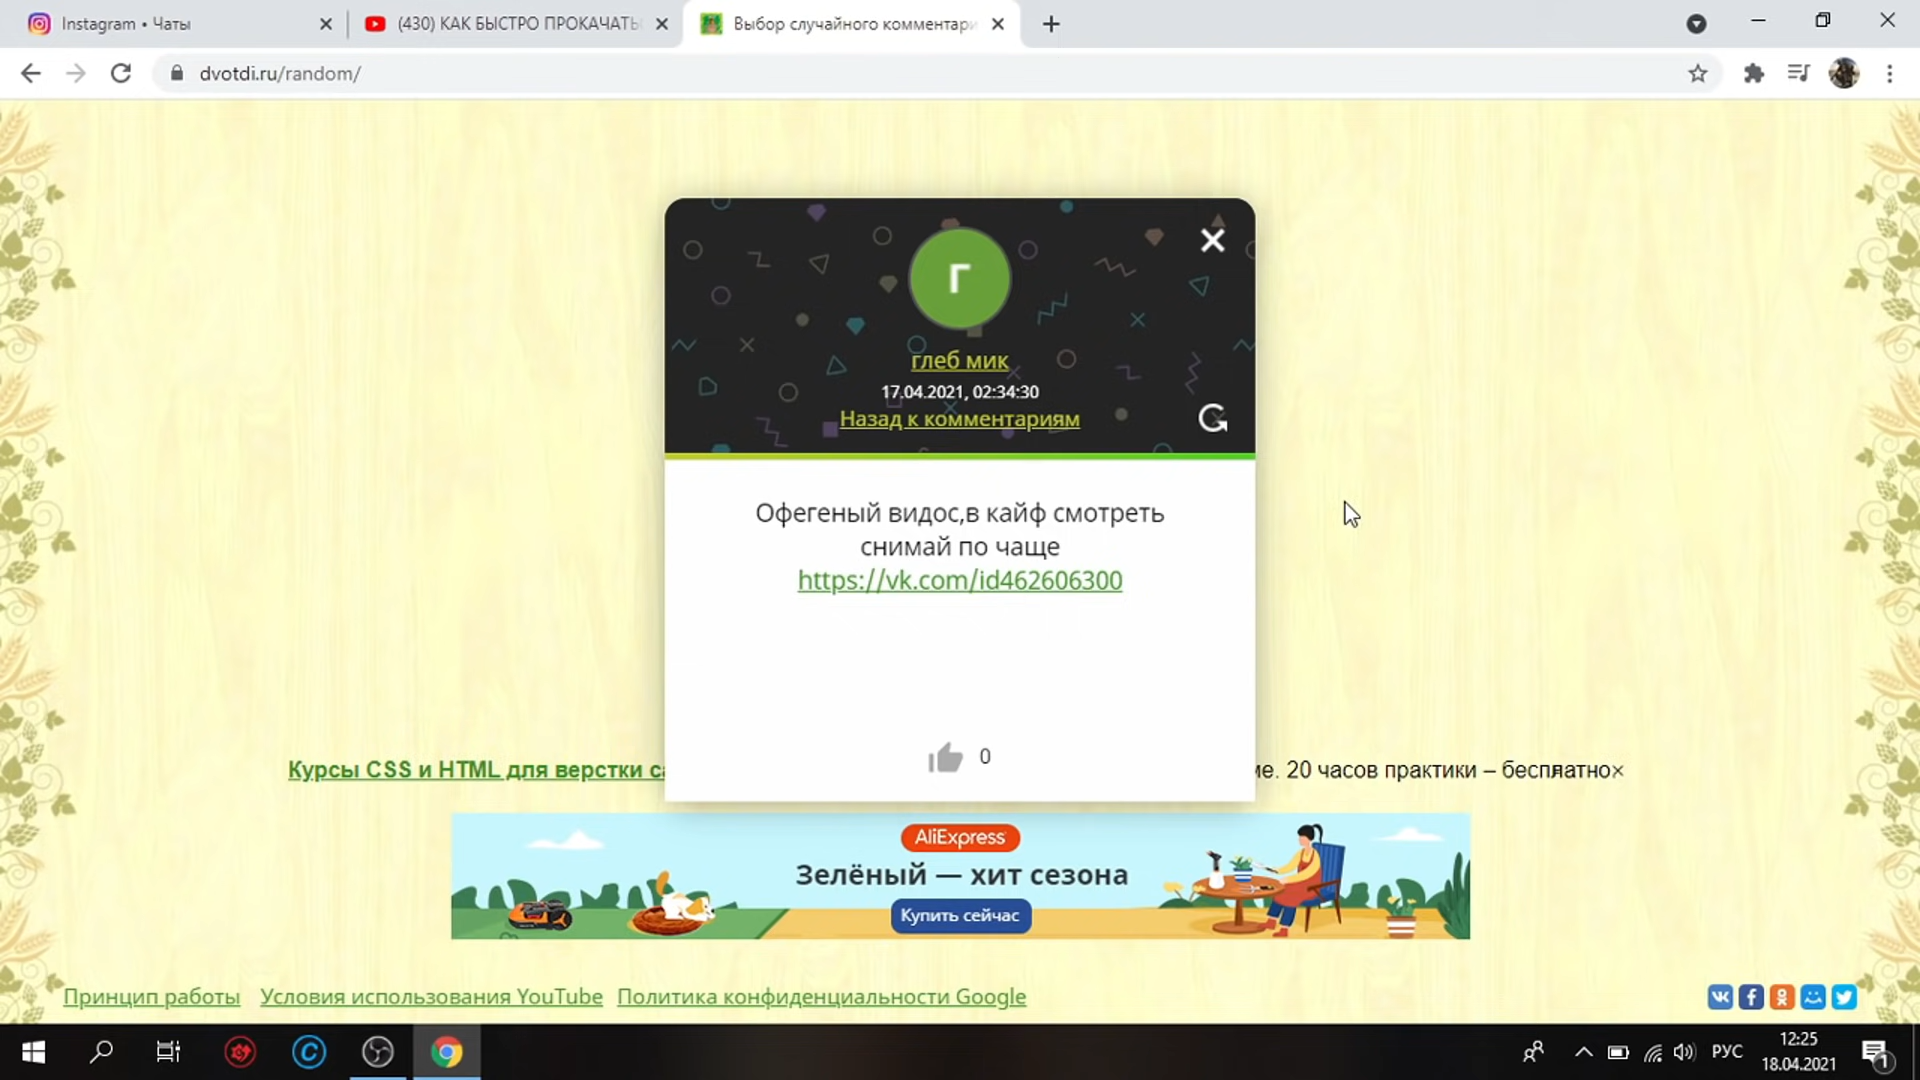 Instagram • Чаты
(430) КАК БЫСТРО ПРОКАЧАТЬ
Выбор случайного комментари
dvotdi.ru/random/
Г
глеб мик
17.04.2021, 02:34:30
Назад к комментариям
Офегеный видос,в кайф смотреть
снимай по чаще
https://vk.com/id462606300
0
Курсы CSS и HTML для верстки са
ие. 20 часов практики – бесплатно×
AliExpress
Зелёный — хит сезона
Купить сейчас
Принцип работы Условия использования YouTube Политика конфиденциальности Google
РУС
12:25
18.04.2021
1